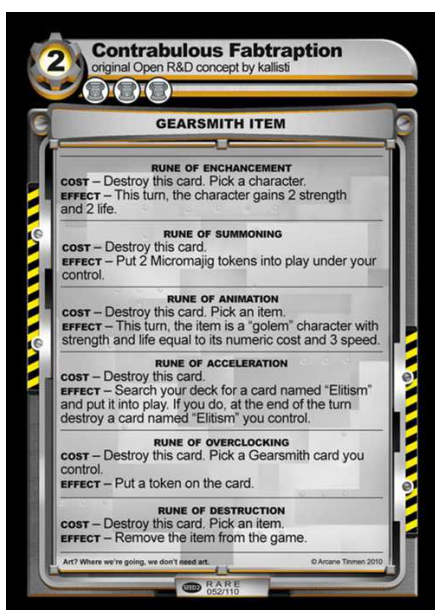 2
Contrabulous Fabtraption
original Open R&D concept by kallisti
GEARSMITH ITEM
RUNE OF ENCHANCEMENT
COST – Destroy this card. Pick a character.
EFFECT – This turn, the character gains 2 strength
and 2 life.
RUNE OF SUMMONING
COST – Destroy this card.
EFFECT – Put 2 Micromajig tokens into play under your
control.
RUNE OF ANIMATION
COST – Destroy this card. Pick an item.
EFFECT – This turn, the item is a “golem” character with
strength and life equal to its numeric cost and 3 speed.
RUNE OF ACCELERATION
COST – Destroy this card.
EFFECT – Search your deck for a card named “Elitism”
and put it into play. If you do, at the end of the turn
destroy a card named “Elitism” you control.
RUNE OF OVERCLOCKING
COST – Destroy this card. Pick a Gearsmith card you
control.
EFFECT – Put a token on the card.
RUNE OF DESTRUCTION
COST – Destroy this card. Pick an item.
EFFECT – Remove the item from the game.
Art? Where we're going, we don't need art. © Arcane Tinmen 2010
RARE
052/110